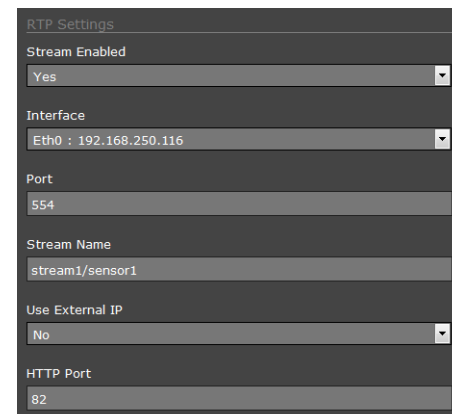 RTP Settings
Stream Enabled
Yes
Interface
Eth0 : 192.168.250.116
Port
554
Stream Name
stream1/sensor1
Use External IP
No
HTTP Port
82